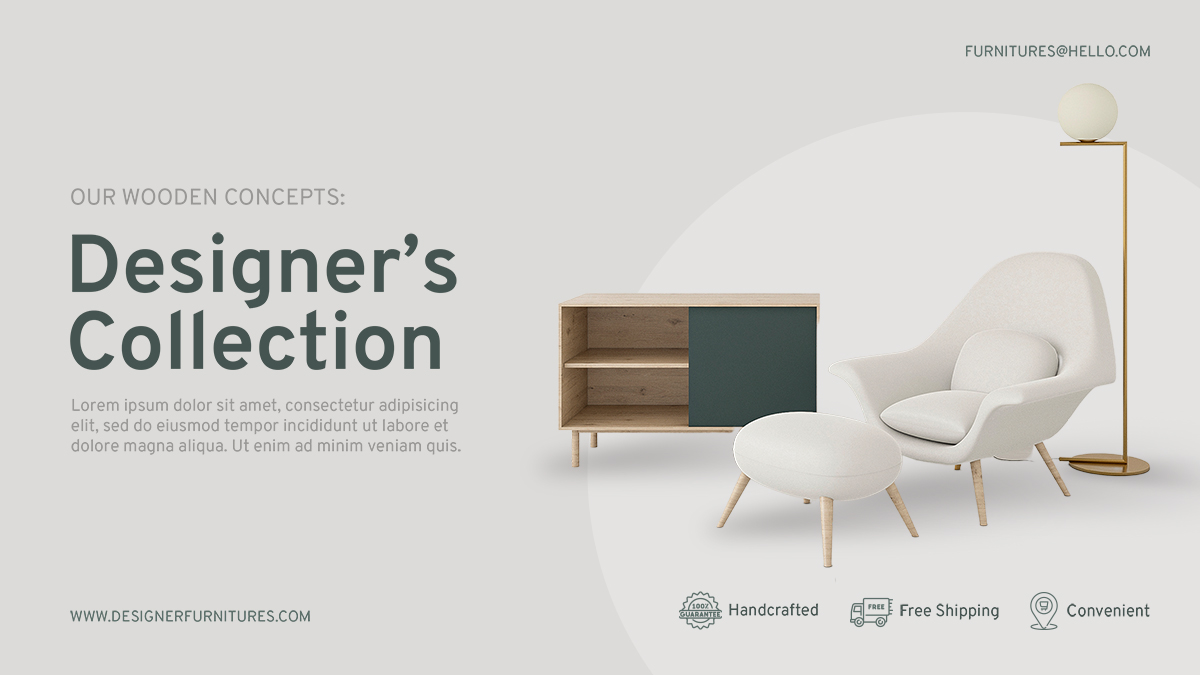 FURNITURES@HELLO.COM
OUR WOODEN CONCEPTS:
Designer’s
Collection
Lorem ipsum dolor sit amet, consectetur adipisicing
elit, sed do eiusmod tempor incididunt ut labore et
dolore magna aliqua. Ut enim ad minim veniam quis.
WWW.DESIGNERFURNITURES.COM
100%
GUARANTEE
Handcrafted
FREE
Free Shipping
Convenient